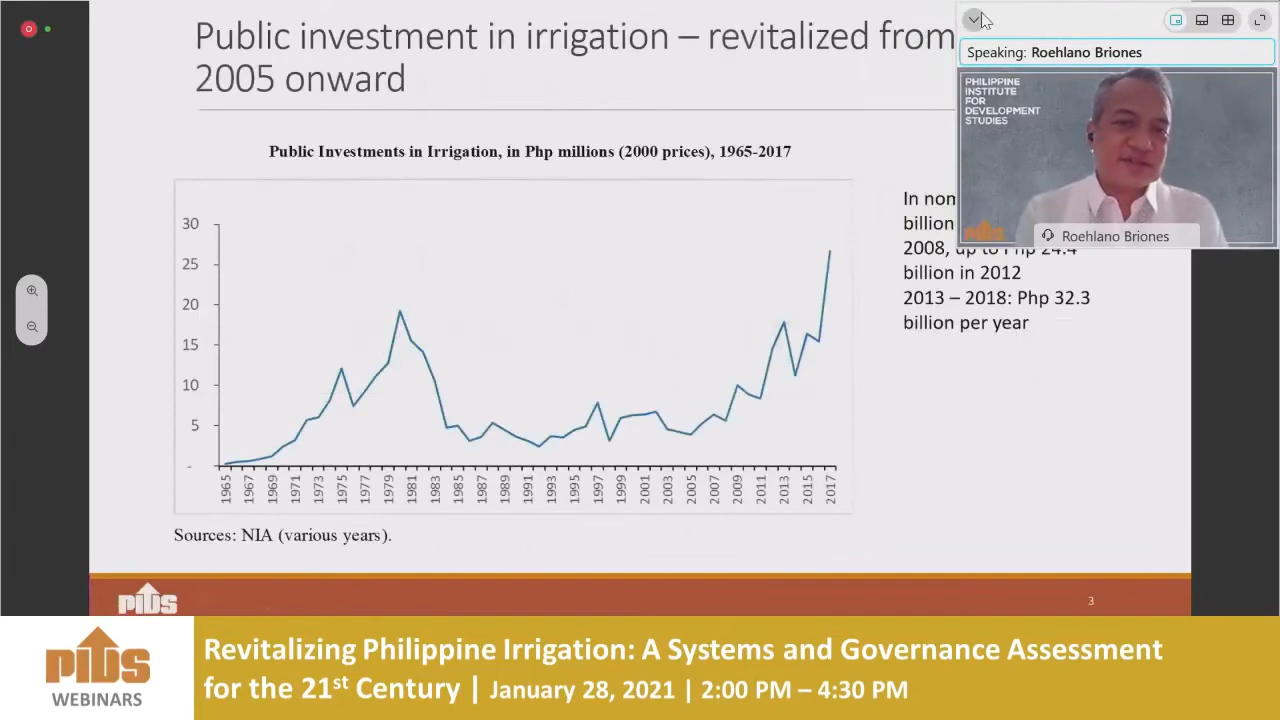 Public investment in irrigation – revitalized from
2005 onward
Speaking: Roehlano Briones
PHILIPPINE
INSTITUTE
FOR
DEVELOPMENT
STUDIES
Roehlano Briones
Public Investments in Irrigation, in Php millions (2000 prices), 1965-2017
30
25
20
15
10
5
-
1965 1967 1969 1971 1973 1975 1977 1979 1981 1983 1985 1987 1989 1991 1993 1995 1997 1999 2001 2003 2005 2007 2009 2011 2013 2015 2017
In
billion
2008, up to Php 24.4
billion in 2012
2013 – 2018: Php 32.3
billion per year
Sources: NIA (various years).
PIDS
3
PIDS
WEBINARS
Revitalizing Philippine Irrigation: A Systems and Governance Assessment
for the 21st Century | January 28, 2021 | 2:00 PM – 4:30 PM